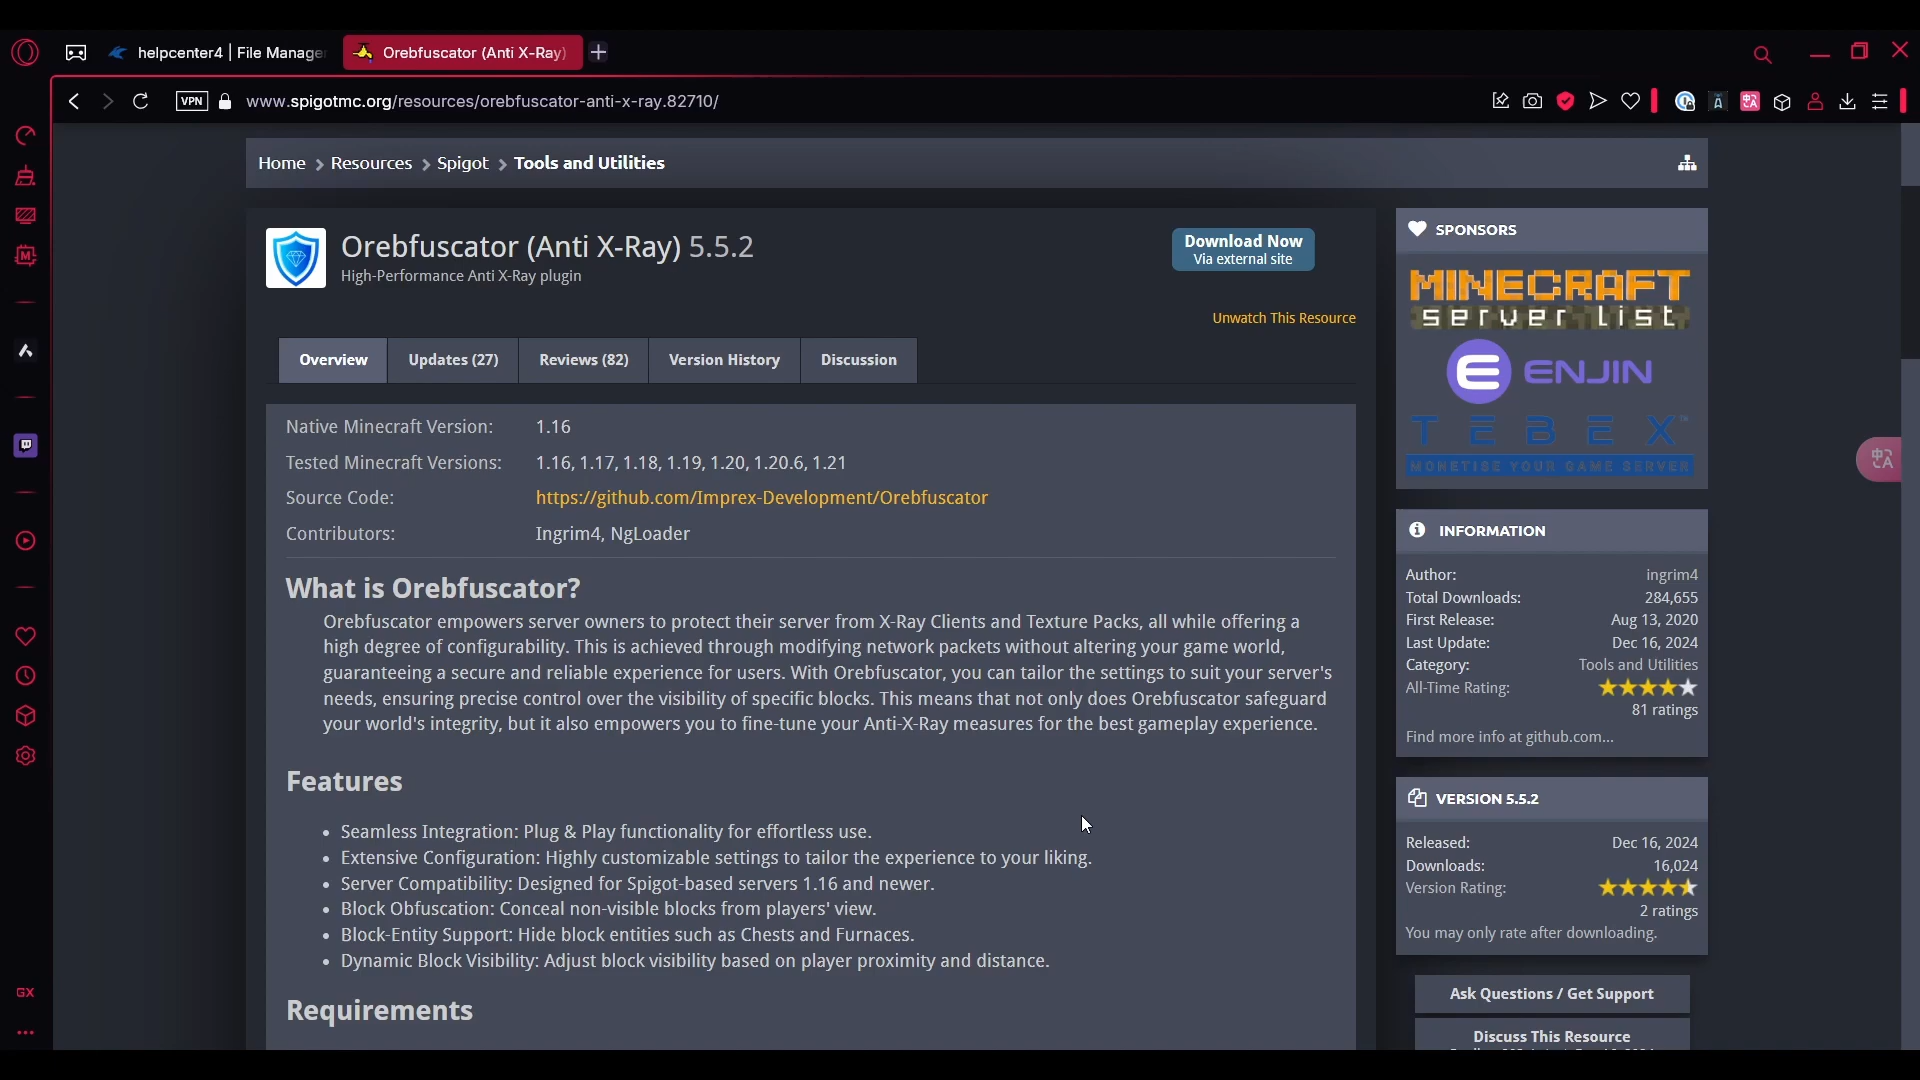 helpcenter4 | File Manage
Orebfuscator (Anti X-Ray)
VPN
www.spigotmc.org/resources/orebfuscator-anti-x-ray.82710/
Home > Resources > Spigot > Tools and Utilities
Orebfuscator (Anti X-Ray) 5.5.2
High-Performance Anti X-Ray plugin
Download Now
Via external site
Unwatch This Resource
Overview
Updates (27)
Reviews (82)
Version History
Discussion
Native Minecraft Version: 1.16
Tested Minecraft Versions: 1.16, 1.17, 1.18, 1.19, 1.20, 1.20.6, 1.21
Source Code: https://github.com/Imprex-Development/Orebfuscator
Contributors: Ingrim4, NgLoader
What is Orebfuscator?
Orebfuscator empowers server owners to protect their server from X-Ray Clients and Texture Packs, all while offering a
high degree of configurability. This is achieved through modifying network packets without altering your game world,
guaranteeing a secure and reliable experience for users. With Orebfuscator, you can tailor the settings to suit your server's
needs, ensuring precise control over the visibility of specific blocks. This means that not only does Orebfuscator safeguard
your world's integrity, but it also empowers you to fine-tune your Anti-X-Ray measures for the best gameplay experience.
Features
• Seamless Integration: Plug & Play functionality for effortless use.
• Extensive Configuration: Highly customizable settings to tailor the experience to your liking.
• Server Compatibility: Designed for Spigot-based servers 1.16 and newer.
• Block Obfuscation: Conceal non-visible blocks from players' view.
• Block-Entity Support: Hide block entities such as Chests and Furnaces.
• Dynamic Block Visibility: Adjust block visibility based on player proximity and distance.
Requirements
SPONSORS
MINECRAFT
server list
ENJIN
TEBEX™
MONETISE YOUR GAME SERVER
INFORMATION
Author: ingrim4
Total Downloads: 284,655
First Release: Aug 13, 2020
Last Update: Dec 16, 2024
Category: Tools and Utilities
All-Time Rating:
81 ratings
Find more info at github.com...
VERSION 5.5.2
Released: Dec 16, 2024
Downloads: 16,024
Version Rating:
2 ratings
You may only rate after downloading.
Ask Questions / Get Support
Discuss This Resource
GX